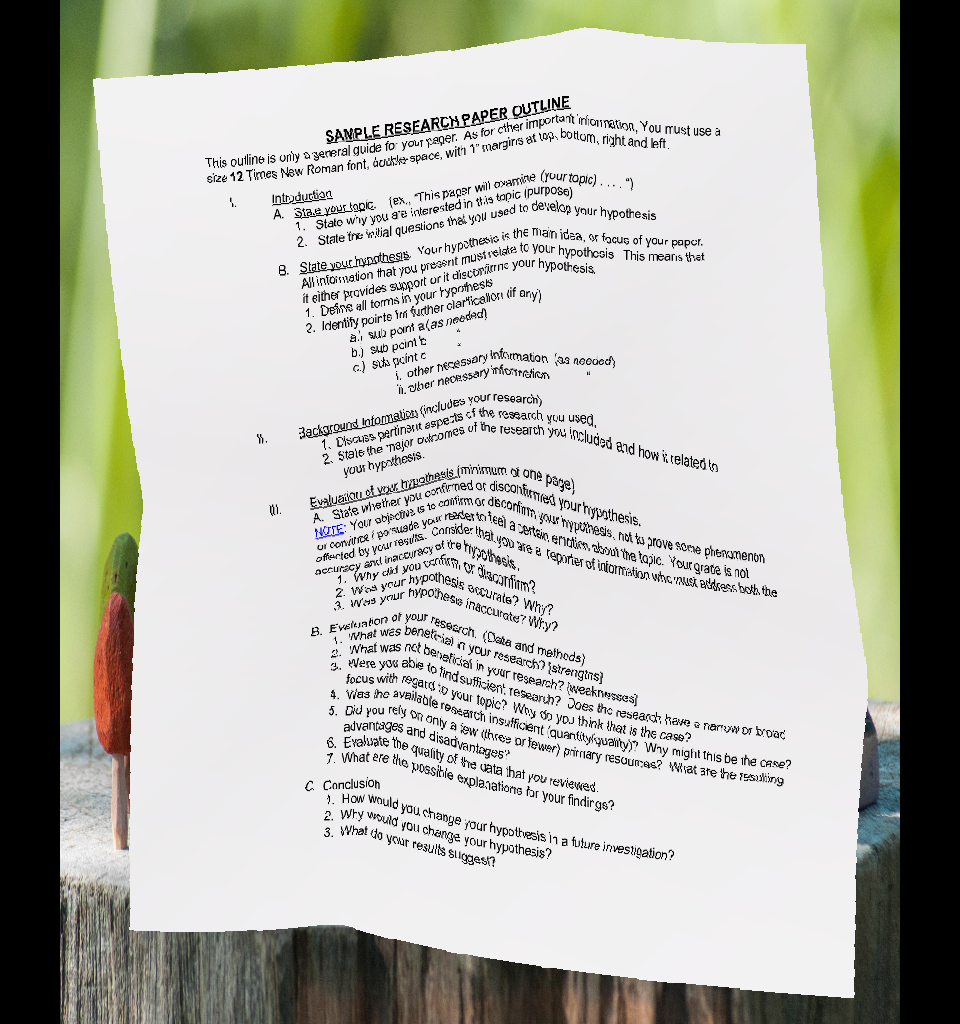 SAMPLE RESEARCH PAPER OUTLINE
This outline is only a general guide for your paper. As for other important information, You must use a
size 12 Times New Roman font, double-space, with 1" margins at top, bottom, right and left.
I. Introduction
A. State your topic. (ex., "This paper will examine (your topic) . . . . ")
1. State why you are interested in this topic (purpose)
2. State the initial questions that you used to develop your hypothesis
B. State your hypothesis. Your hypothesis is the main idea, or focus of your paper.
All information that you present must relate to your hypothesis This means that
it either provides support or it disconfirms your hypothesis.
1. Define all terms in your hypothesis
2. Identify points for further clarification (if any)
a.) sub point a (as needed)
b.) sub point b "
c.) sub point c "
i. other necessary information (as needed)
ii. other necessary information "
II. Background Information (includes your research)
1. Discuss pertinent aspects of the research you used,
2. State the major outcomes of the research you included and how it related to
your hypothesis.
III. Evaluation of your hypothesis (minimum of one page)
A. State whether you confirmed or disconfirmed your hypothesis.
NOTE: Your objective is to confirm or disconfirm your hypothesis, not to prove some phenomenon
or convince / persuade your reader to feel a certain emotion about the topic. Your grade is not
affected by your results. Consider that you are a reporter of information who must address both the
accuracy and inaccuracy of the hypothesis.
1. Why did you confirm or disconfirm?
2. Was your hypothesis accurate? Why?
3. Was your hypothesis inaccurate? Why?
B. Evaluation of your research. (Data and methods)
1. What was beneficial in your research? [strengths]
2. What was not beneficial in your research? [weaknesses]
3. Were you able to find sufficient research? Does the research have a narrow or broad
focus with regard to your topic? Why do you think that is the case?
4. Was the available research insufficient (quantity/quality)? Why might this be the case?
5. Did you rely on only a few (three or fewer) primary resources? What are the resulting
advantages and disadvantages?
6. Evaluate the quality of the data that you reviewed.
7. What are the possible explanations for your findings?
C. Conclusion
1. How would you change your hypothesis in a future investigation?
2. Why would you change your hypothesis?
3. What do your results suggest?